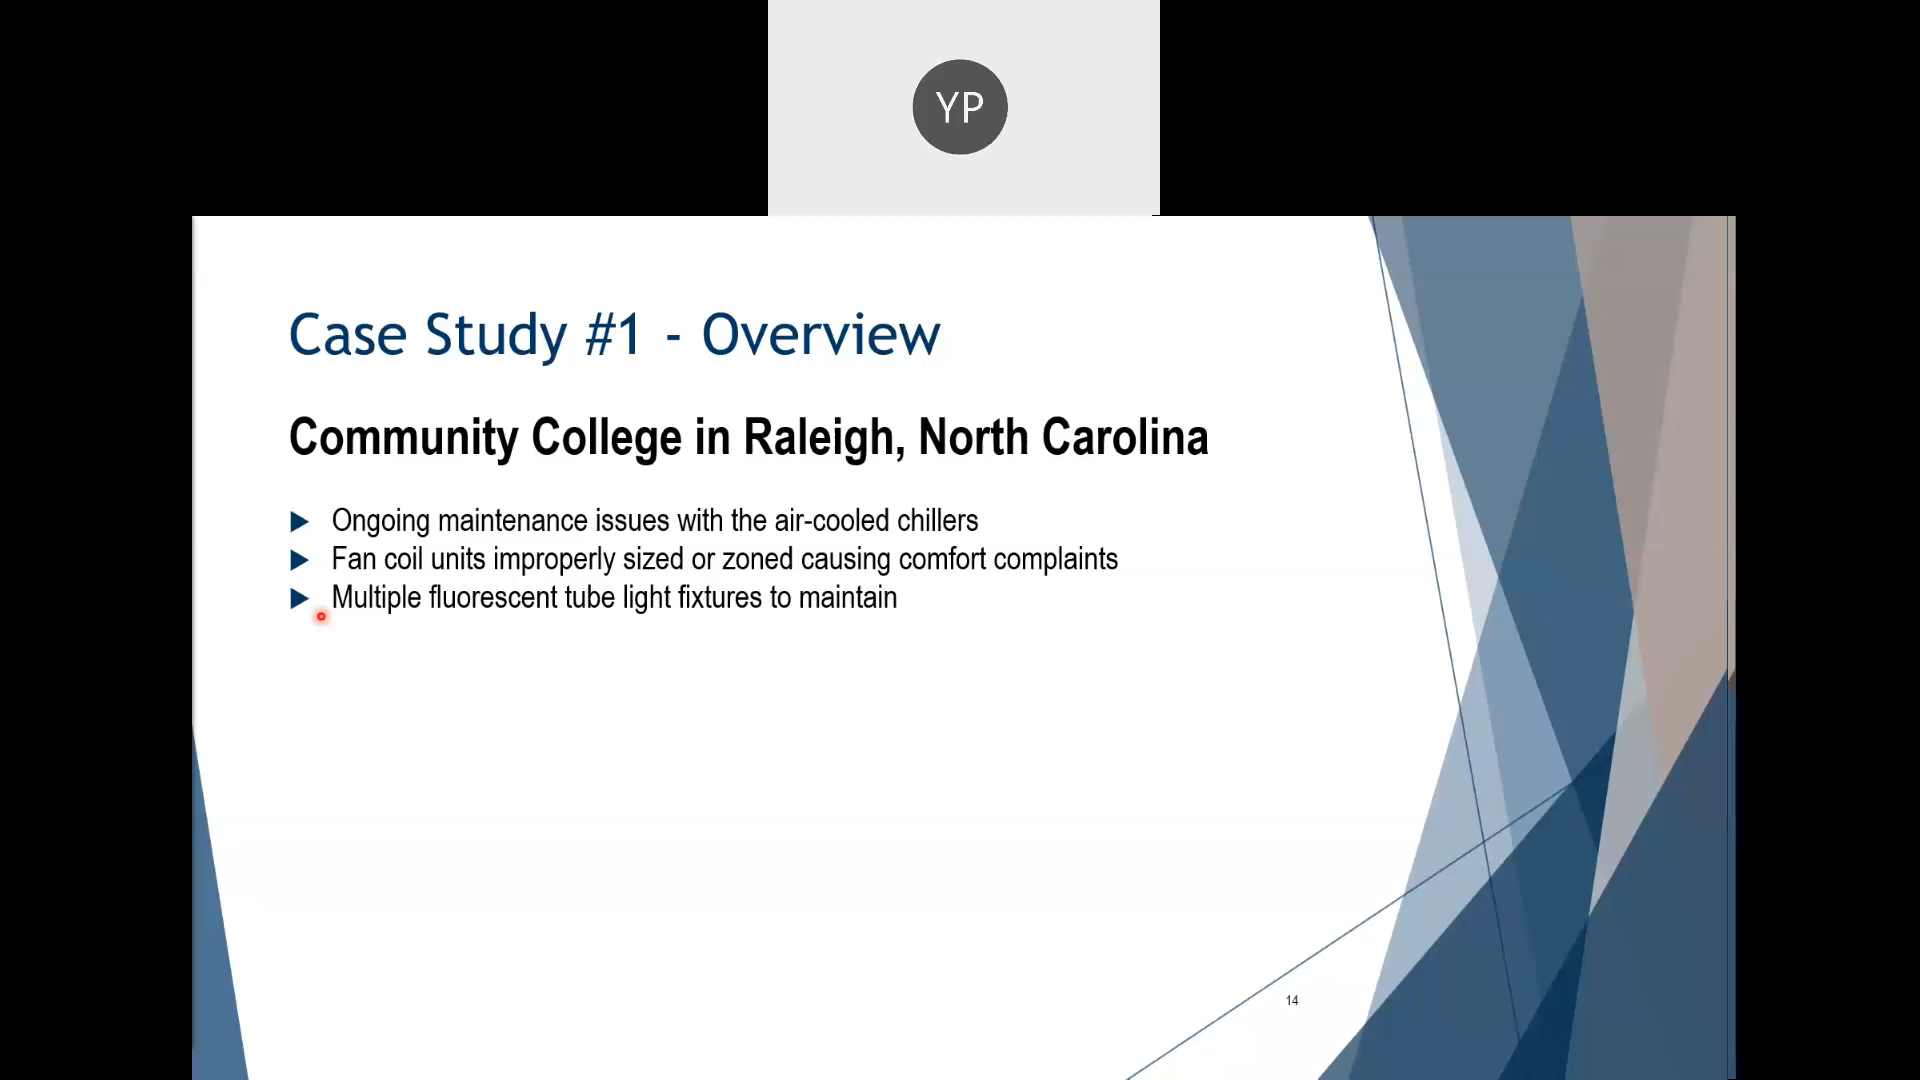 YP
Case Study #1 - Overview
Community College in Raleigh, North Carolina
Ongoing maintenance issues with the air-cooled chillers
Fan coil units improperly sized or zoned causing comfort complaints
Multiple fluorescent tube light fixtures to maintain
14